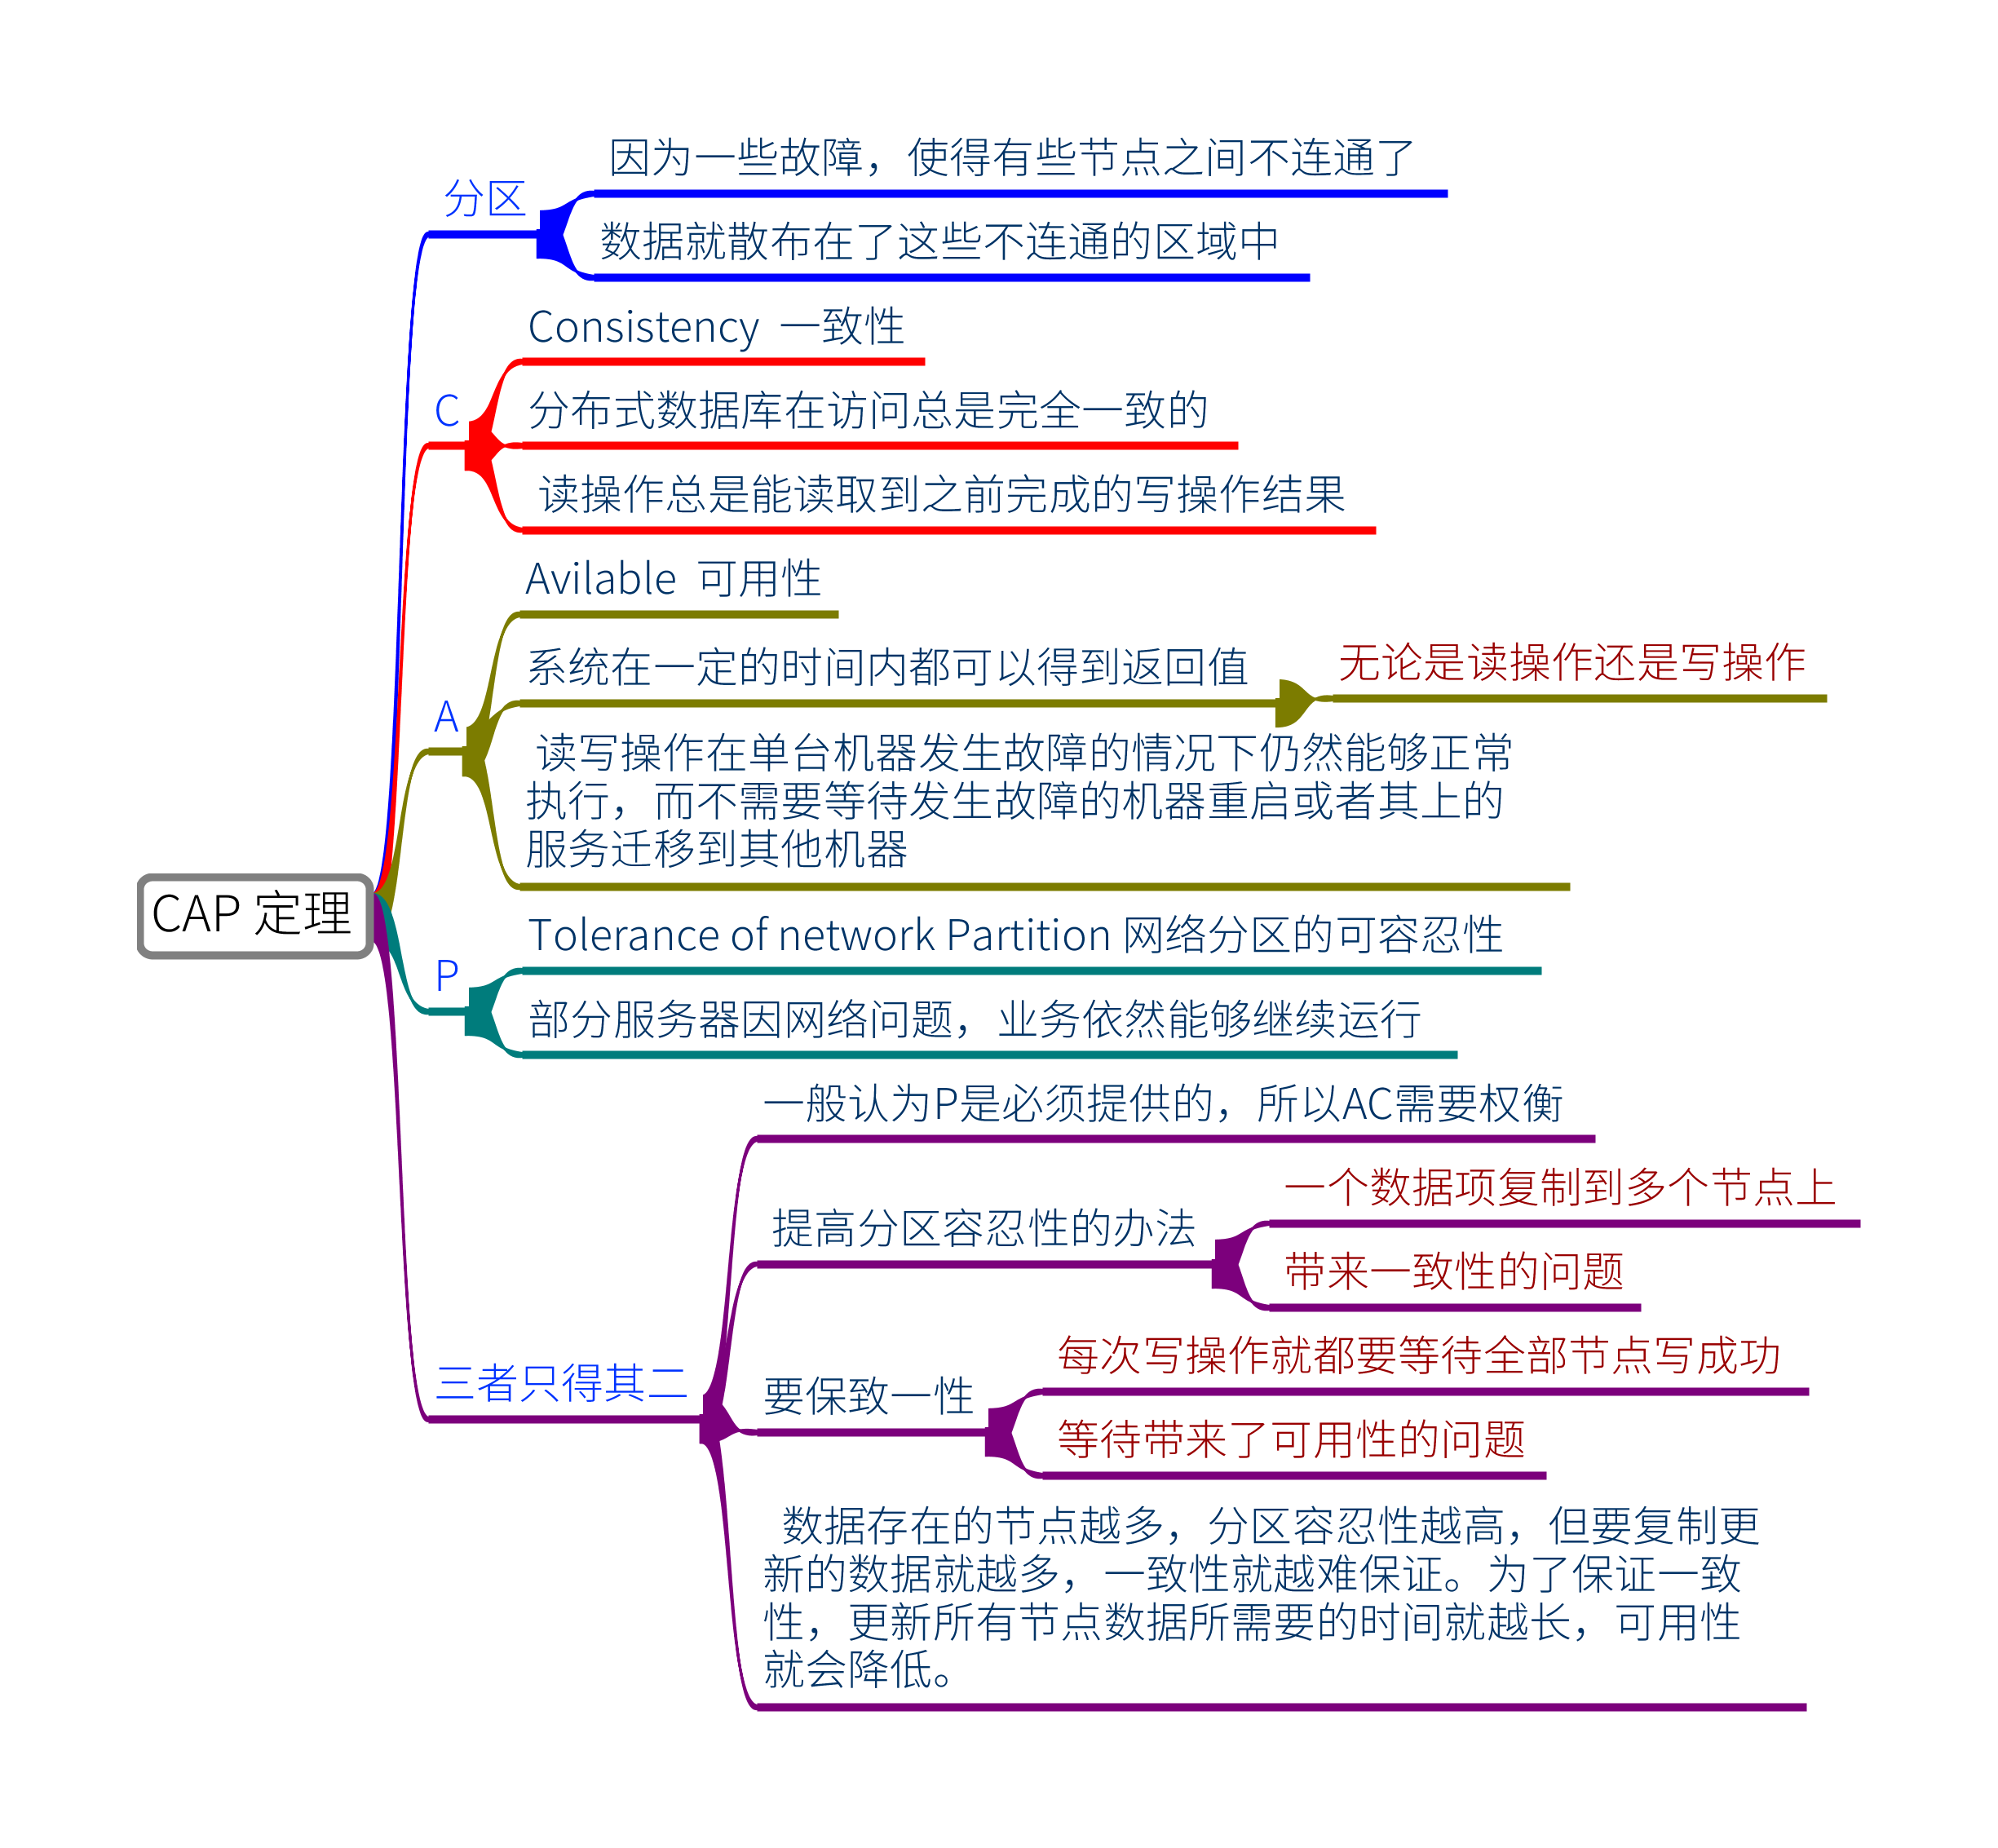 因为一些故障，使得有些节点之间不连通了
分区
数据就散布在了这些不连通的区域中
Consistency 一致性
C
分布式数据库在访问总是完全一致的
读操作总是能读取到之前完成的写操作结果
Avilable 可用性
系统在一定的时间内都可以得到返回值
无论是读操作还是写操作
A
读写操作在单台机器发生故障的情况下仍然能够正常
执行，而不需要等待发生故障的机器重启或者其上的
服务迁移到其他机器
CAP 定理
Tolerance of network Partition 网络分区的可容忍性
P
部分服务器因网络问题，业务依然能够继续运行
一般认为P是必须提供的，所以AC需要权衡
一个数据项复制到多个节点上
提高分区容忍性的办法
带来一致性的问题
三者只得其二
每次写操作就都要等待全部节点写成功
要保致一性
等待带来了可用性的问题
数据存在的节点越多，分区容忍性越高，但要复制更
新的数据就越多，一致性就越难保证。为了保证一致
性，更新所有节点数据所需要的时间就越长，可用性
就会降低。